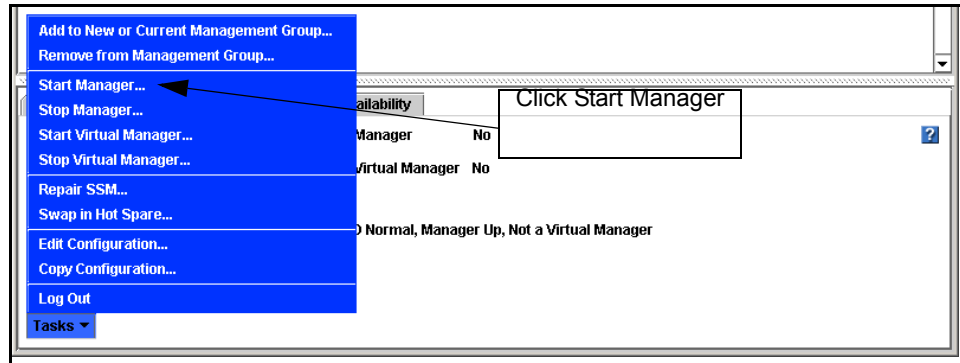 Add to New or Current Management Group...
Remove from Management Group...
Start Manager...
Stop Manager...
Start Virtual Manager...
Stop Virtual Manager...
Repair SSM...
Swap in Hot Spare...
Edit Configuration...
Copy Configuration...
Log Out
Tasks
Click Start Manager
Manager No
Virtual Manager No
Normal, Manager Up, Not a Virtual Manager
?